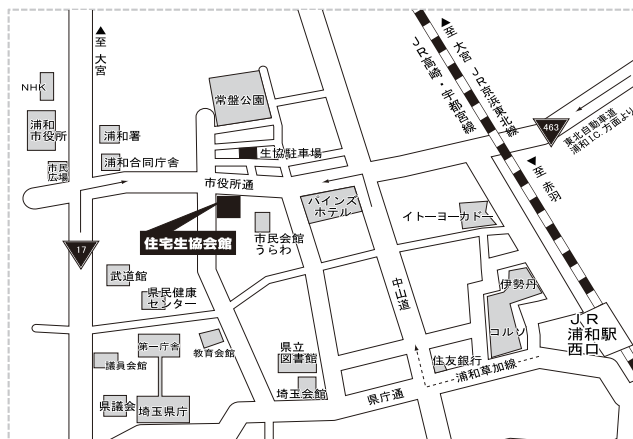 ▲至 大宮
▲至 大宮
JR高崎・宇都宮線
JR京浜東北線
463
東北自動車道
浦和IC.方面より
▼至 赤羽
NHK
浦和
市役所
浦和署
常盤公園
浦和合同庁舎
生協駐車場
市民
広場
市役所通
パインズ
ホテル
イトーヨーカドー
住宅生協会館
市民会館
うらわ
17
武道館
県民健康
センター
中山道
伊勢丹
コルソ
JR
浦和駅
西口
第一庁舎
教育会館
県立
図書館
住友銀行
議員会館
浦和草加線
埼玉会館
県庁通
県議会
埼玉県庁